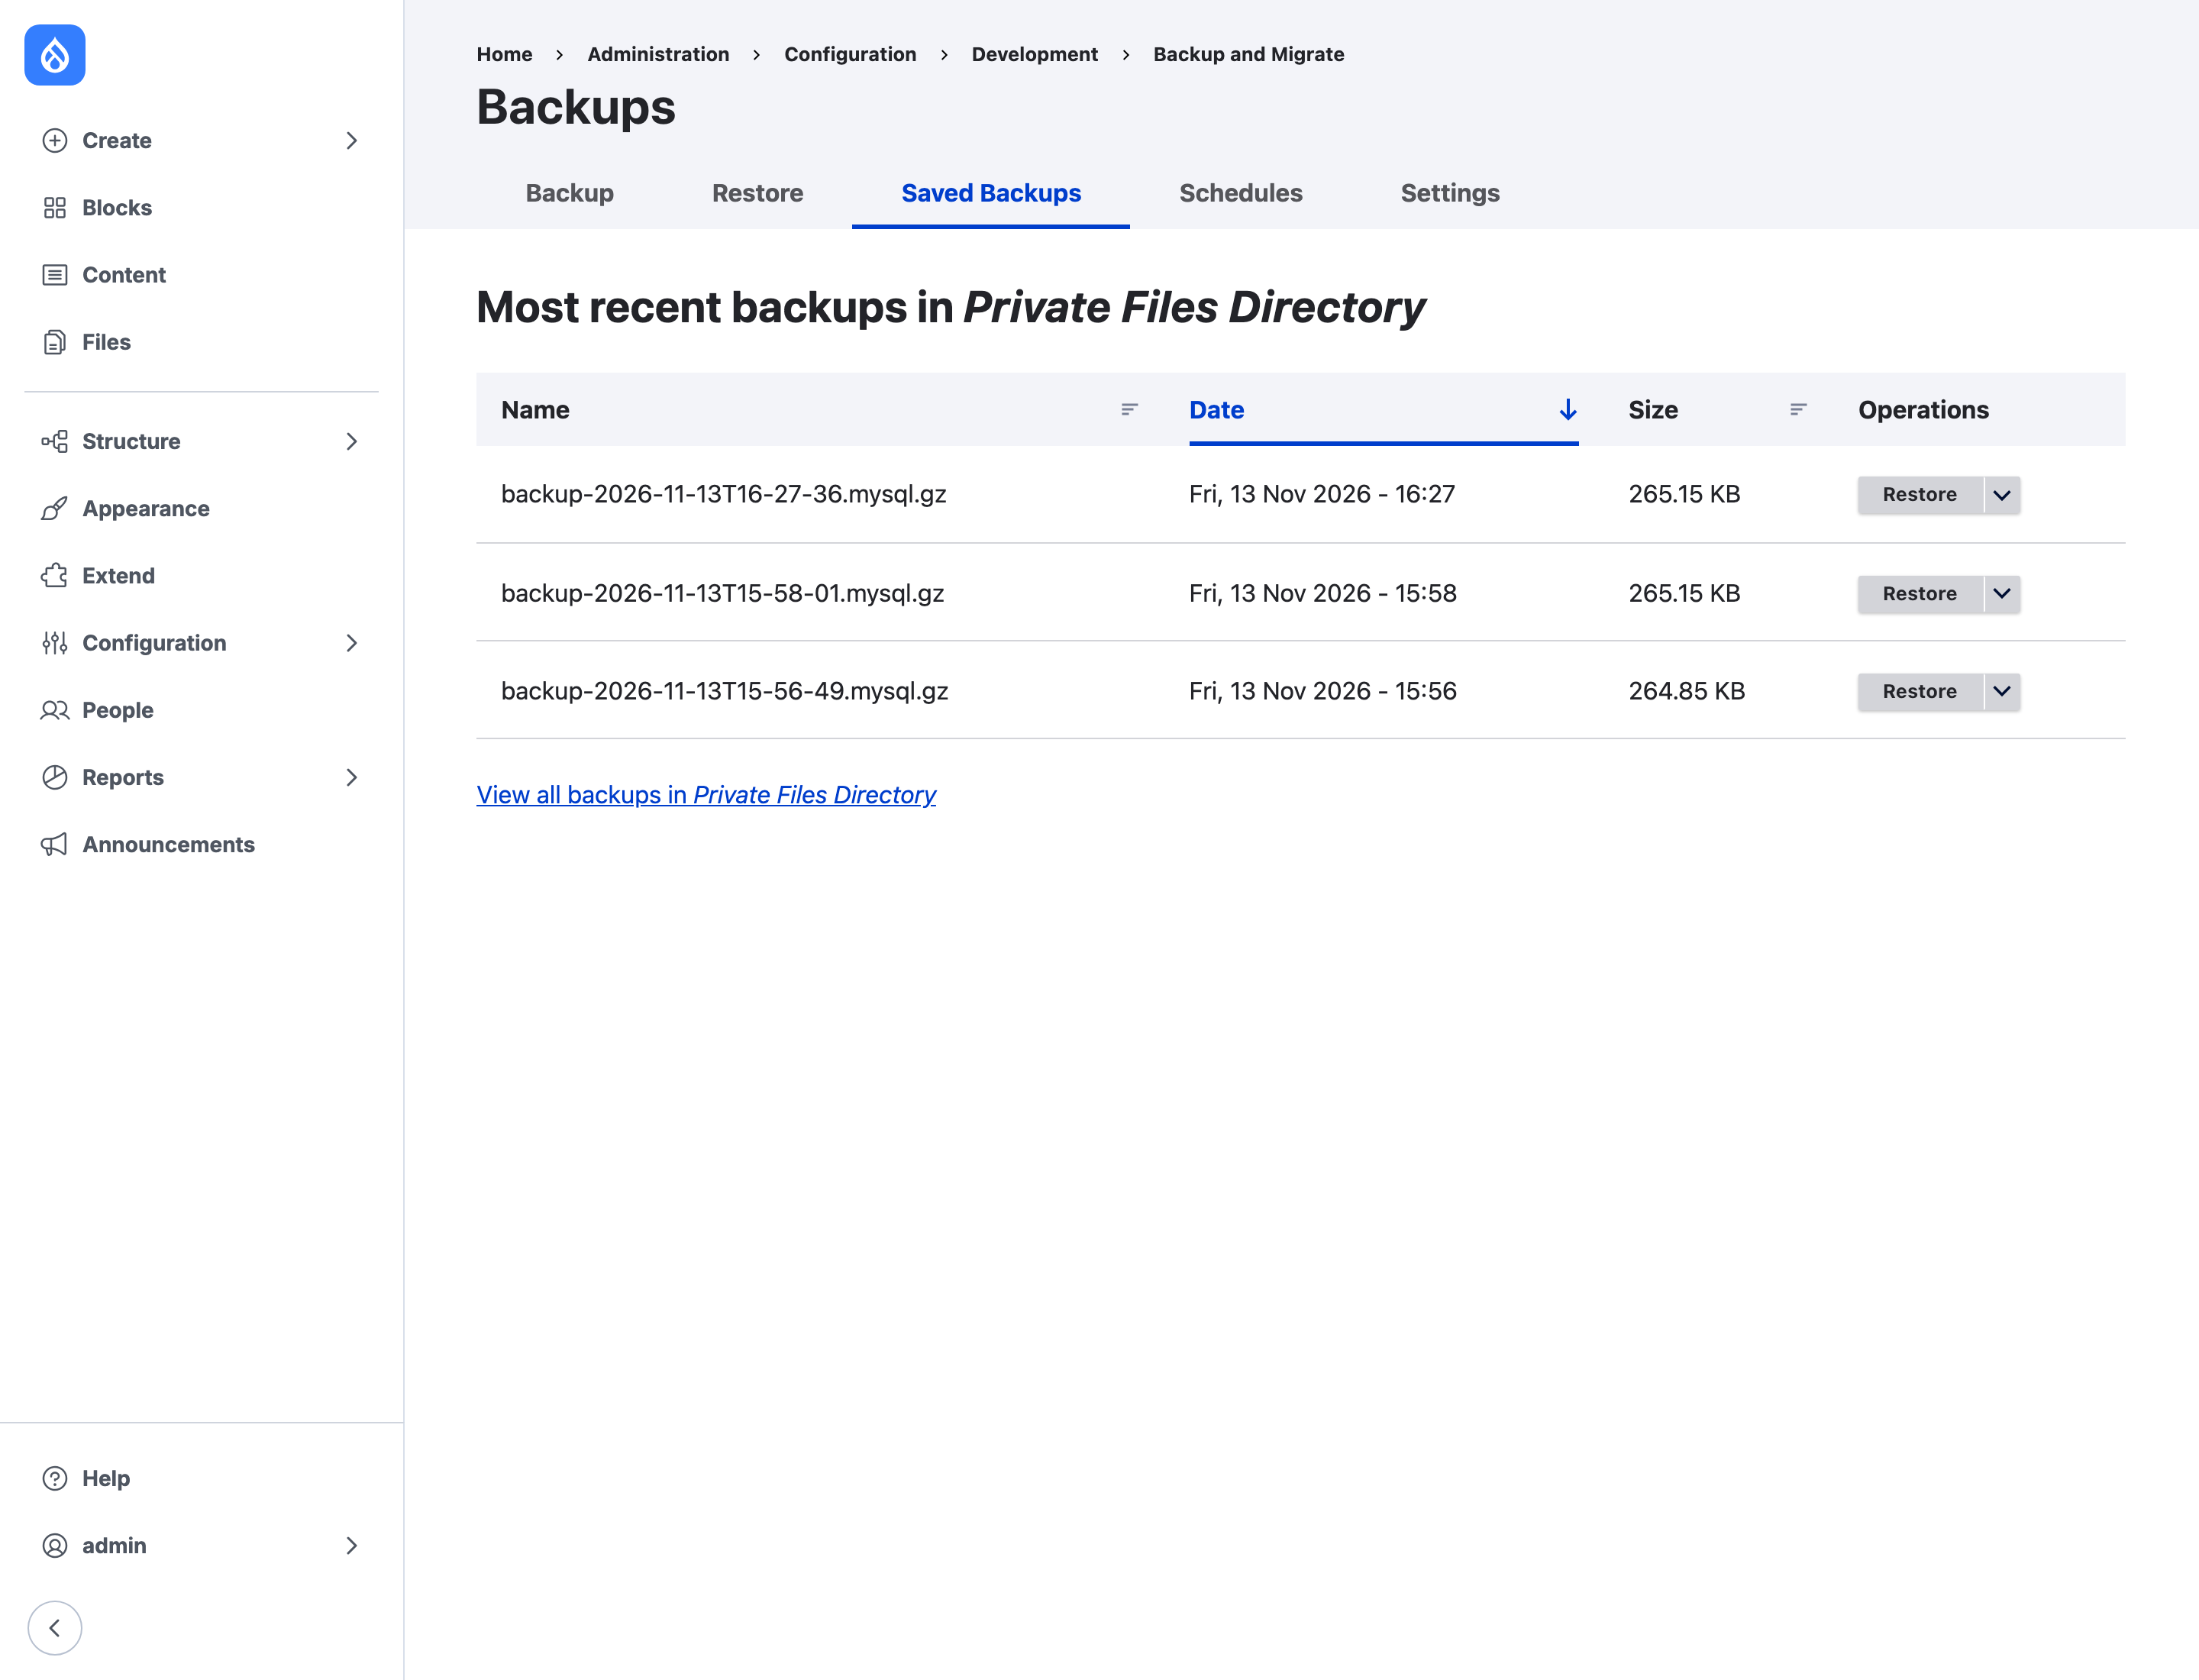 Create
Blocks
Content
Files
Structure
Appearance
Extend
Configuration
People
Reports
Announcements
Help
admin
Home > Administration > Configuration > Development > Backup and Migrate
Backups
Backup Restore Saved Backups Schedules Settings
Most recent backups in Private Files Directory
Name Date Size Operations
backup-2026-11-13T16-27-36.mysql.gz Fri, 13 Nov 2026 - 16:27 265.15 KB Restore
backup-2026-11-13T15-58-01.mysql.gz Fri, 13 Nov 2026 - 15:58 265.15 KB Restore
backup-2026-11-13T15-56-49.mysql.gz Fri, 13 Nov 2026 - 15:56 264.85 KB Restore
View all backups in Private Files Directory